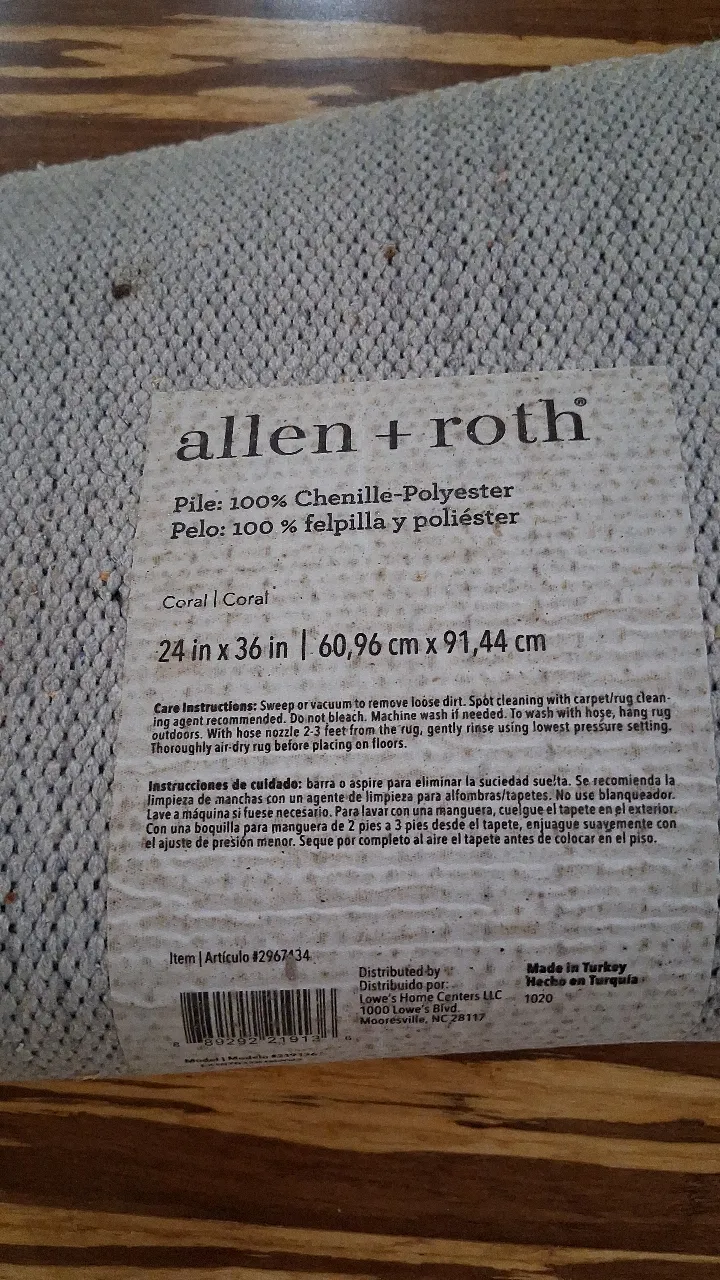 allen + roth®
Pile: 100% Chenille-Polyester
Pelo: 100 % felpilla y poliéster
Coral | Coral
24 in x 36 in | 60,96 cm x 91,44 cm
Care Instructions: Sweep or vacuum to remove loose dirt. Spot cleaning with carpet/rug clean-
ing agent recommended. Do not bleach. Machine wash if needed. To wash with hose, hang rug
outdoors. With hose nozzle 2-3 feet from the rug, gently rinse using lowest pressure setting.
Thoroughly air-dry rug before placing on floors.
Instrucciones de cuidado: barra o aspire para eliminar la suciedad suelta. Se recomienda la
limpieza de manchas con un agente de limpieza para alfombras/tapetes. No use blanqueador.
Lave a máquina si fuese necesario. Para lavar con una manguera, cuelgue el tapete en el exterior.
Con una boquilla para manguera de 2 pies a 3 pies desde el tapete, enjuague suavemente con
el ajuste de presión menor. Seque por completo al aire el tapete antes de colocar en el piso.
Item | Artículo
Distributed by
Distribuido por:
Lowe's Home Centers LLC
1000 Lowe's Blvd.
Mooresville, NC 28117
Made in Turkey
Hecho en Turquía
1020
8 89292 21913
Model | Modelo